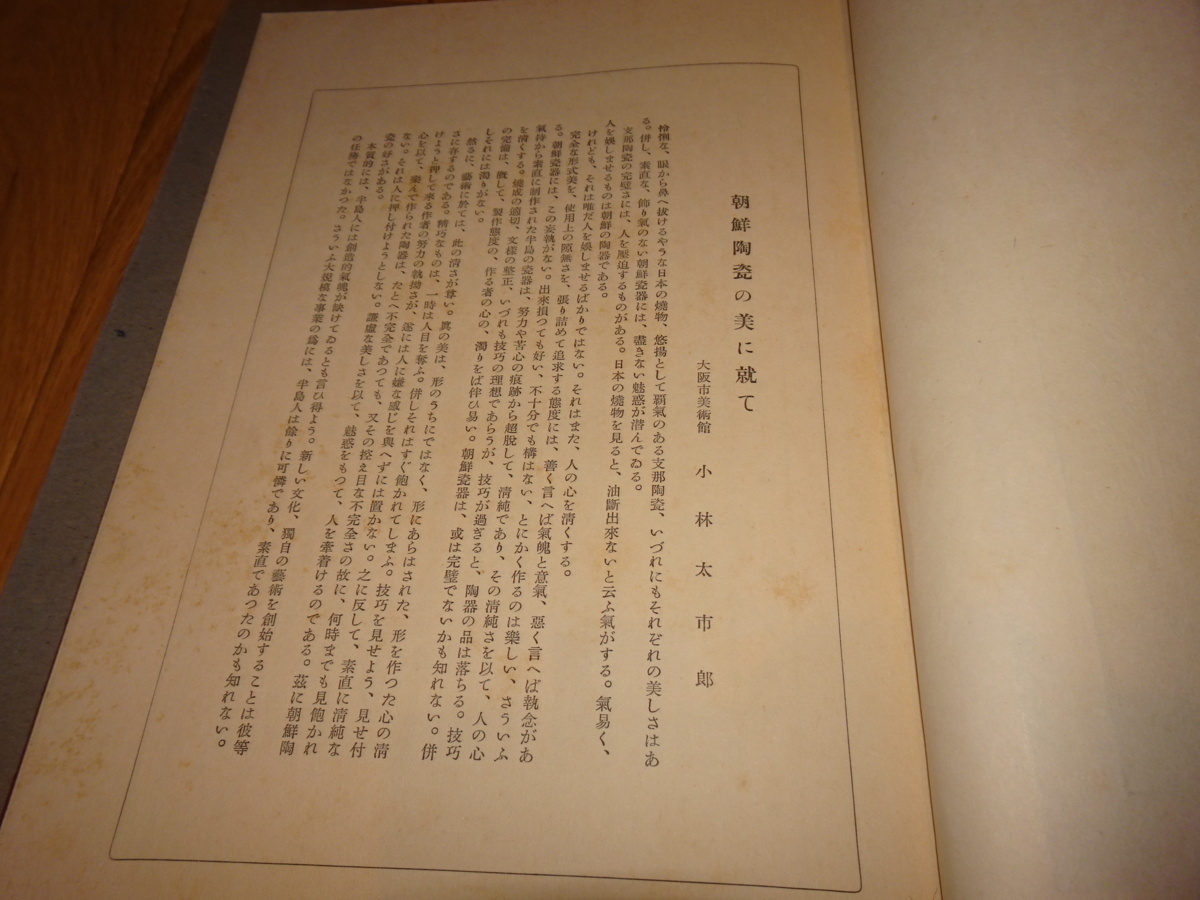 朝鮮陶瓷の美に就て
大阪市美術館 小林太市郎
怜悧な、眼から鼻へ拔けるやうな日本の燒物、悠揚として覇氣のある支那陶瓷、いづれにもそれぞれの美しさはあ
る。併し、素直な、飾り氣のない朝鮮瓷器には、盡きない魅惑が潜んでゐる。
支那陶瓷の完璧さには、人を壓迫するものがある。日本の燒物を見ると、油斷出來ないと云ふ氣がする。氣易く、
人を娯しませるものは朝鮮の陶器である。
けれども、それは唯だ人を娯しませるばかりではない。それはまた、人の心を清くする。
完全な形式美を、使用上の隙無さを、張り詰めて追求する態度には、善く言へば氣魄と意氣、惡く言へば執念があ
る。朝鮮瓷器には、この妄執がない。出來損つても好い、不十分でも構はない、とにかく作るのは樂しい、さういふ
氣持から素直に制作された半島の瓷器は、努力や苦心の痕跡から超脱して、清純であり、その清純さを以て、人の心
を清くする。燒成の適切、文樣の整正、いづれも技巧の理想であらうが、技巧が過ぎると、陶器の品は落ちる。技巧
の完備は、概して、製作態度の、作る者の心の、濁りをば伴ひ易い。朝鮮瓷器は、或は完璧でないかも知れない。併
しそれには濁りがない。
然るに、藝術に於ては、此の清さが尊い。眞の美は、形のうちにではなく、形にあらはされた、形を作つた心の清
さに存するのである。精巧なものは、一時は人目を奪ふ。併しそれはすぐ飽かれてしまふ。技巧を見せよう、見せ付
けようと押して來る作者の努力の執拗さが、遂には人に嫌な感じを與へずには置かない。之に反して、素直に清純な
心を以て、樂んで作られた陶器は、たとへ不完全であつても、又その控え目な不完全さの故に、何時までも見飽かれ
ない。それは人に押し付けようとしない。謙虚な美しさを以て、魅惑をもつて、人を牽着けるのである。茲に朝鮮陶
瓷の好さがある。
本質的には、半島人には創造的氣魄が缺けてゐるとも言ひ得よう。新しい文化、獨自の藝術を創始することは彼等
の仕事ではなかつた。さういふ大規模な事業の爲には、半島人は餘りに可憐であり、素直であつたのかも知れない。